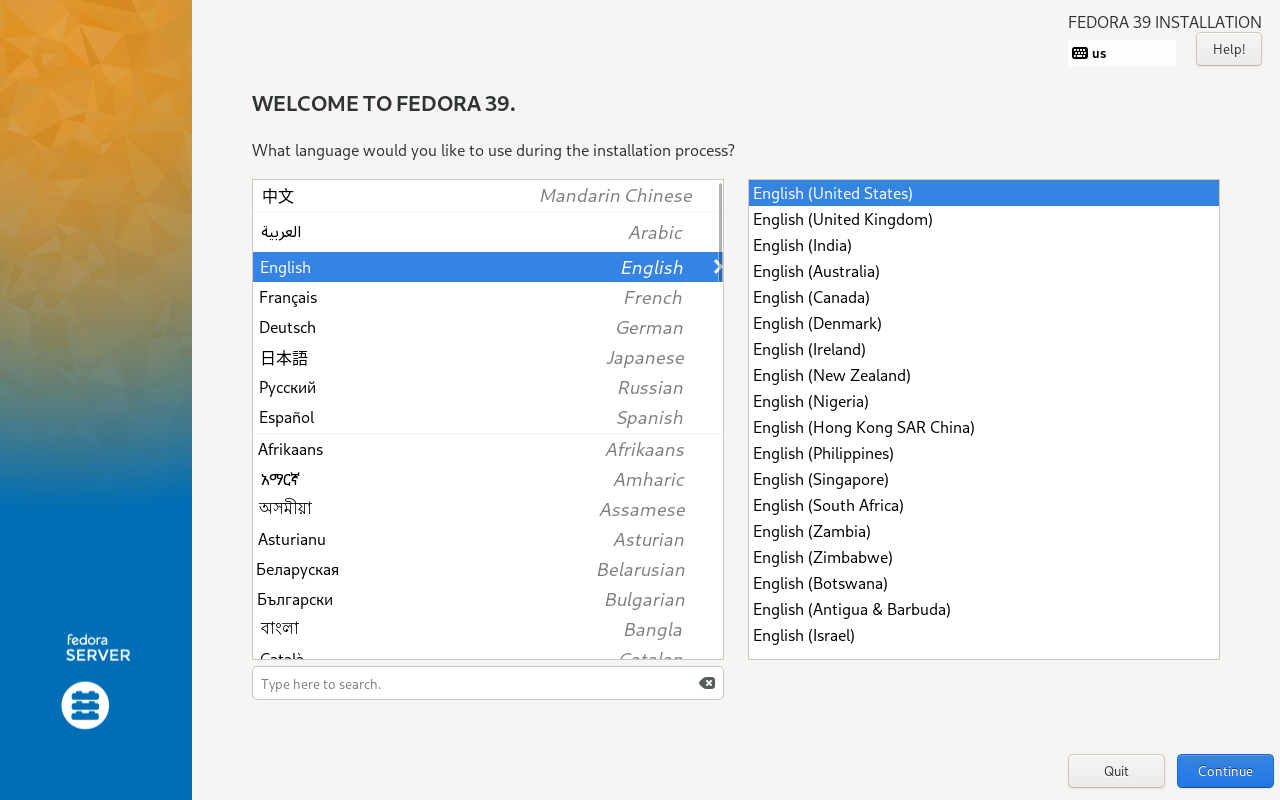 FEDORA 39 INSTALLATION
us
Help!
WELCOME TO FEDORA 39.
What language would you like to use during the installation process?
中文 Mandarin Chinese
العربية Arabic
English English
Français French
Deutsch German
日本語 Japanese
Русский Russian
Español Spanish
Afrikaans Afrikaans
አማርኛ Amharic
অসমীয়া Assamese
Asturianu Asturian
Беларуская Belarusian
Български Bulgarian
বাংলা Bangla
Català Catalan
Type here to search.
English (United States)
English (United Kingdom)
English (India)
English (Australia)
English (Canada)
English (Denmark)
English (Ireland)
English (New Zealand)
English (Nigeria)
English (Hong Kong SAR China)
English (Philippines)
English (Singapore)
English (South Africa)
English (Zambia)
English (Zimbabwe)
English (Botswana)
English (Antigua & Barbuda)
English (Israel)
fedora
SERVER
Quit
Continue